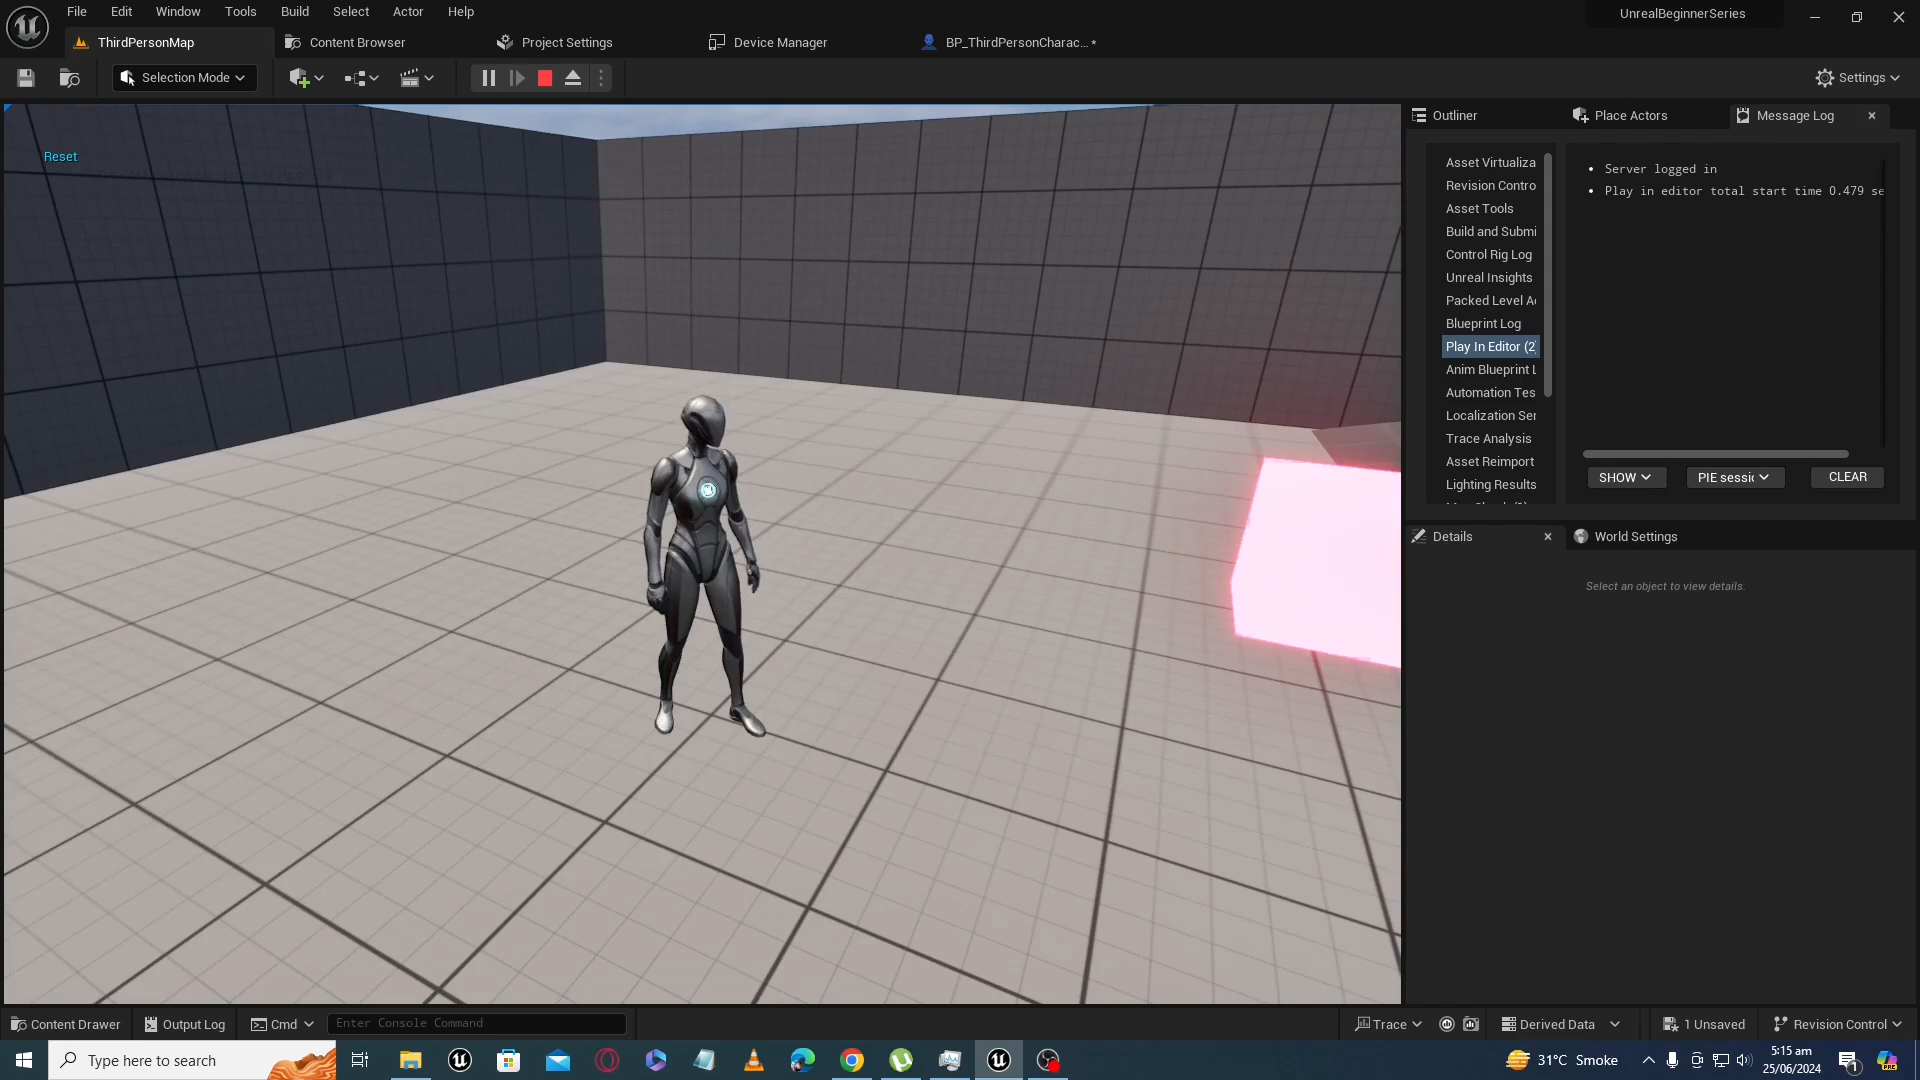 File Edit Window Tools Build Select Actor Help
UnrealBeginnerSeries
ThirdPersonMap
Content Browser
Project Settings
Device Manager
BP_ThirdPersonCharac...*
Selection Mode
Settings
Reset
Outliner
Place Actors
Message Log
Asset Virtualiza
Revision Contro
Asset Tools
Build and Submi
Control Rig Log
Unreal Insights
Packed Level A
Blueprint Log
Play In Editor (2)
Anim Blueprint L
Automation Tes
Localization Ser
Trace Analysis
Asset Reimport
Lighting Results
Server logged in
Play in editor total start time 0.479 se
SHOW
PIE sessi
CLEAR
Details
World Settings
Select an object to view details.
Content Drawer
Output Log
Cmd
Enter Console Command
Trace
Derived Data
1 Unsaved
Revision Control
Type here to search
31°C Smoke
5:15 am
25/06/2024
1
PRE